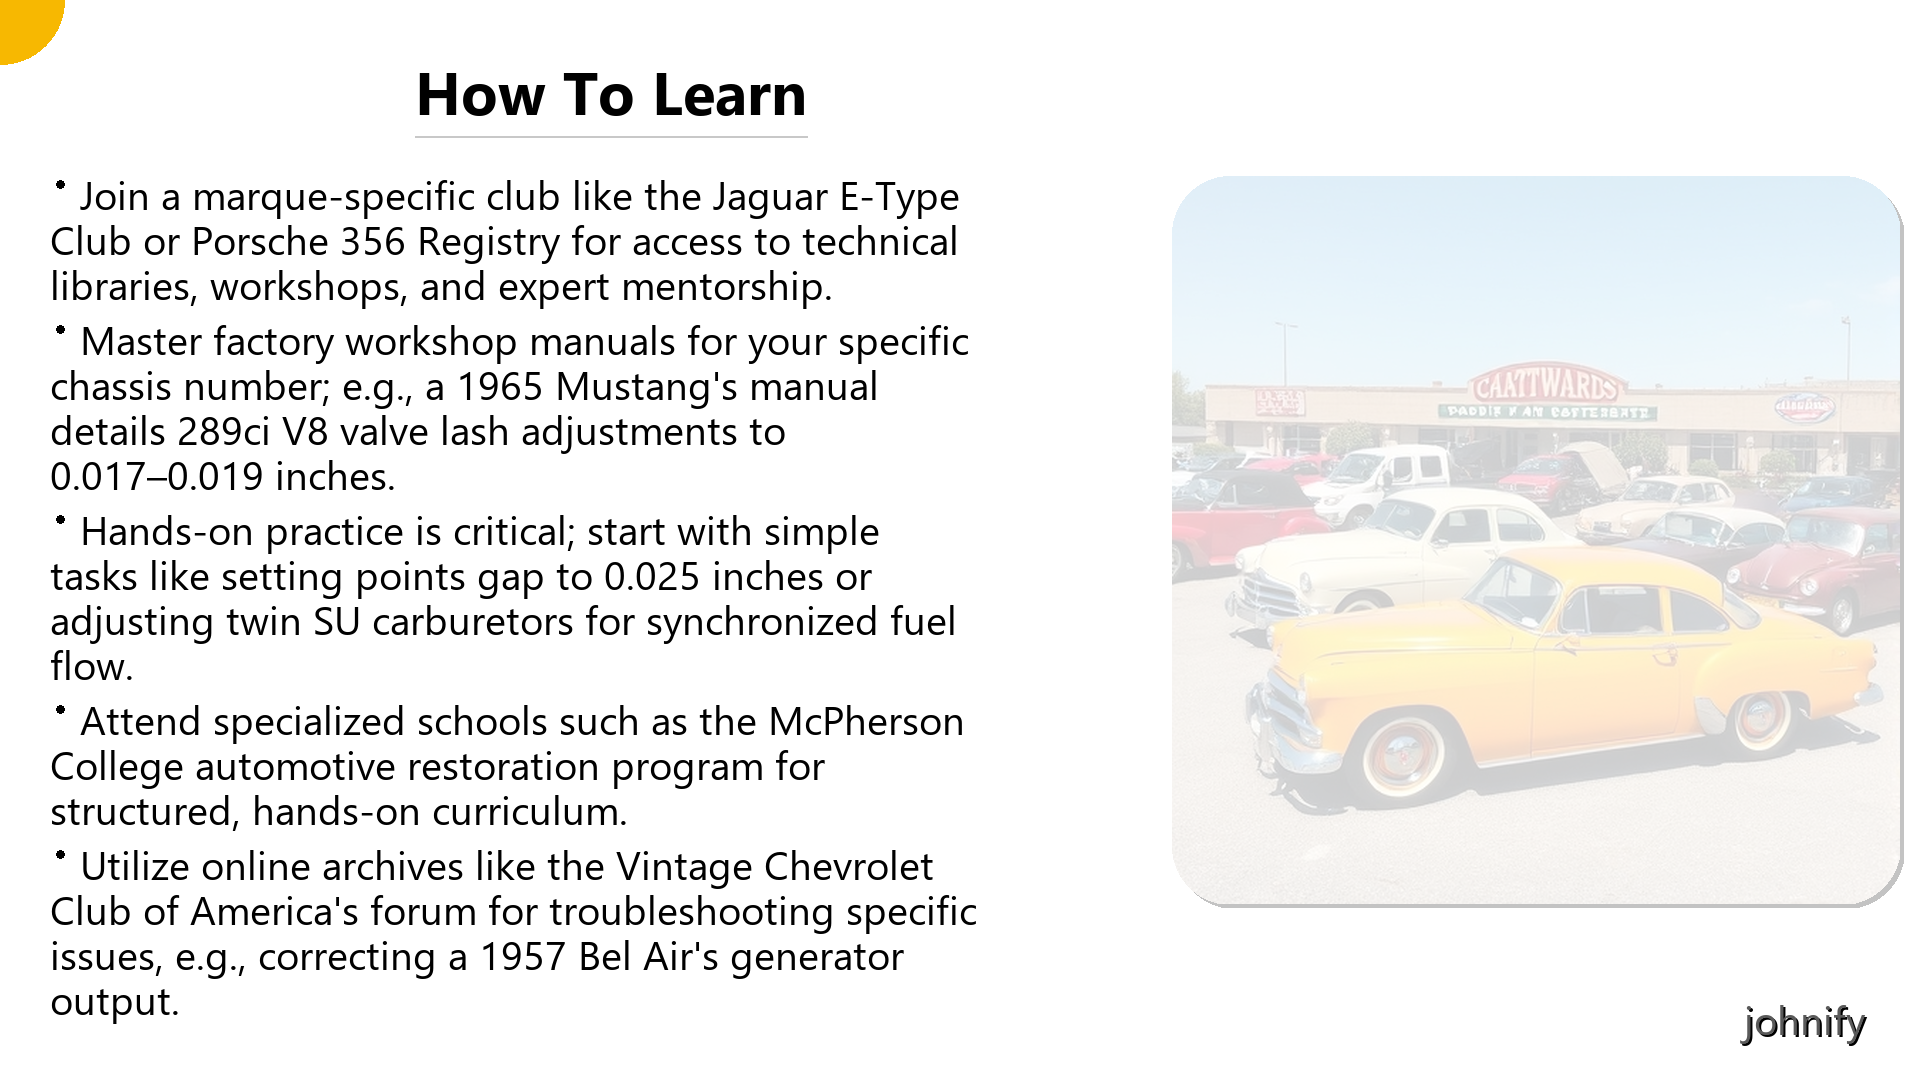 How To Learn
• Join a marque-specific club like the Jaguar E-Type
Club or Porsche 356 Registry for access to technical
libraries, workshops, and expert mentorship.
• Master factory workshop manuals for your specific
chassis number; e.g., a 1965 Mustang's manual
details 289ci V8 valve lash adjustments to
0.017–0.019 inches.
• Hands-on practice is critical; start with simple
tasks like setting points gap to 0.025 inches or
adjusting twin SU carburetors for synchronized fuel
flow.
• Attend specialized schools such as the McPherson
College automotive restoration program for
structured, hands-on curriculum.
• Utilize online archives like the Vintage Chevrolet
Club of America's forum for troubleshooting specific
issues, e.g., correcting a 1957 Bel Air's generator
output.
CAATTWARDS
johnify